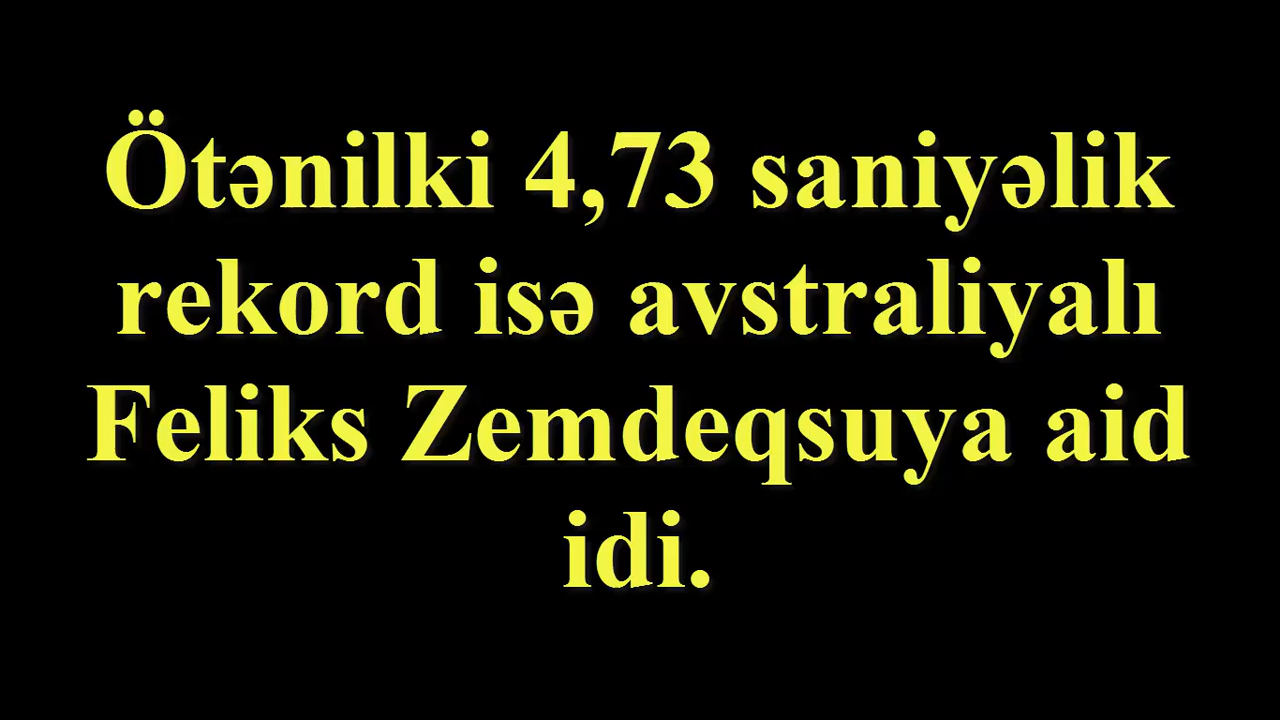 Ötənilki 4,73 saniyəlik
rekord isə avstraliyalı
Feliks Zemdeqsuya aid
idi.